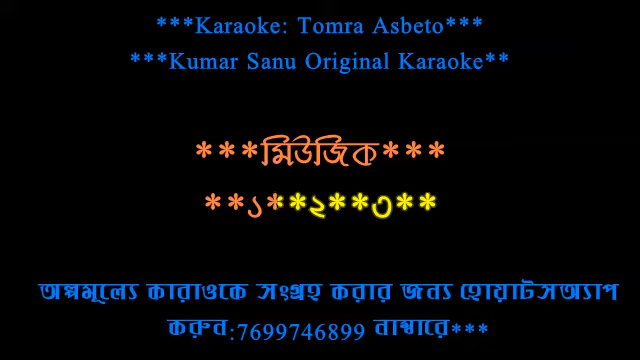 ***Karaoke: Tomra Asbeto***
***Kumar Sanu Original Karaoke**
***মিউজিক***
**১**২**৩**
অল্পমূল্যে কারাওকে সংগ্রহ করার জন্য হোয়াটসঅ্যাপ
করুন:7699746899 নাম্বারে***